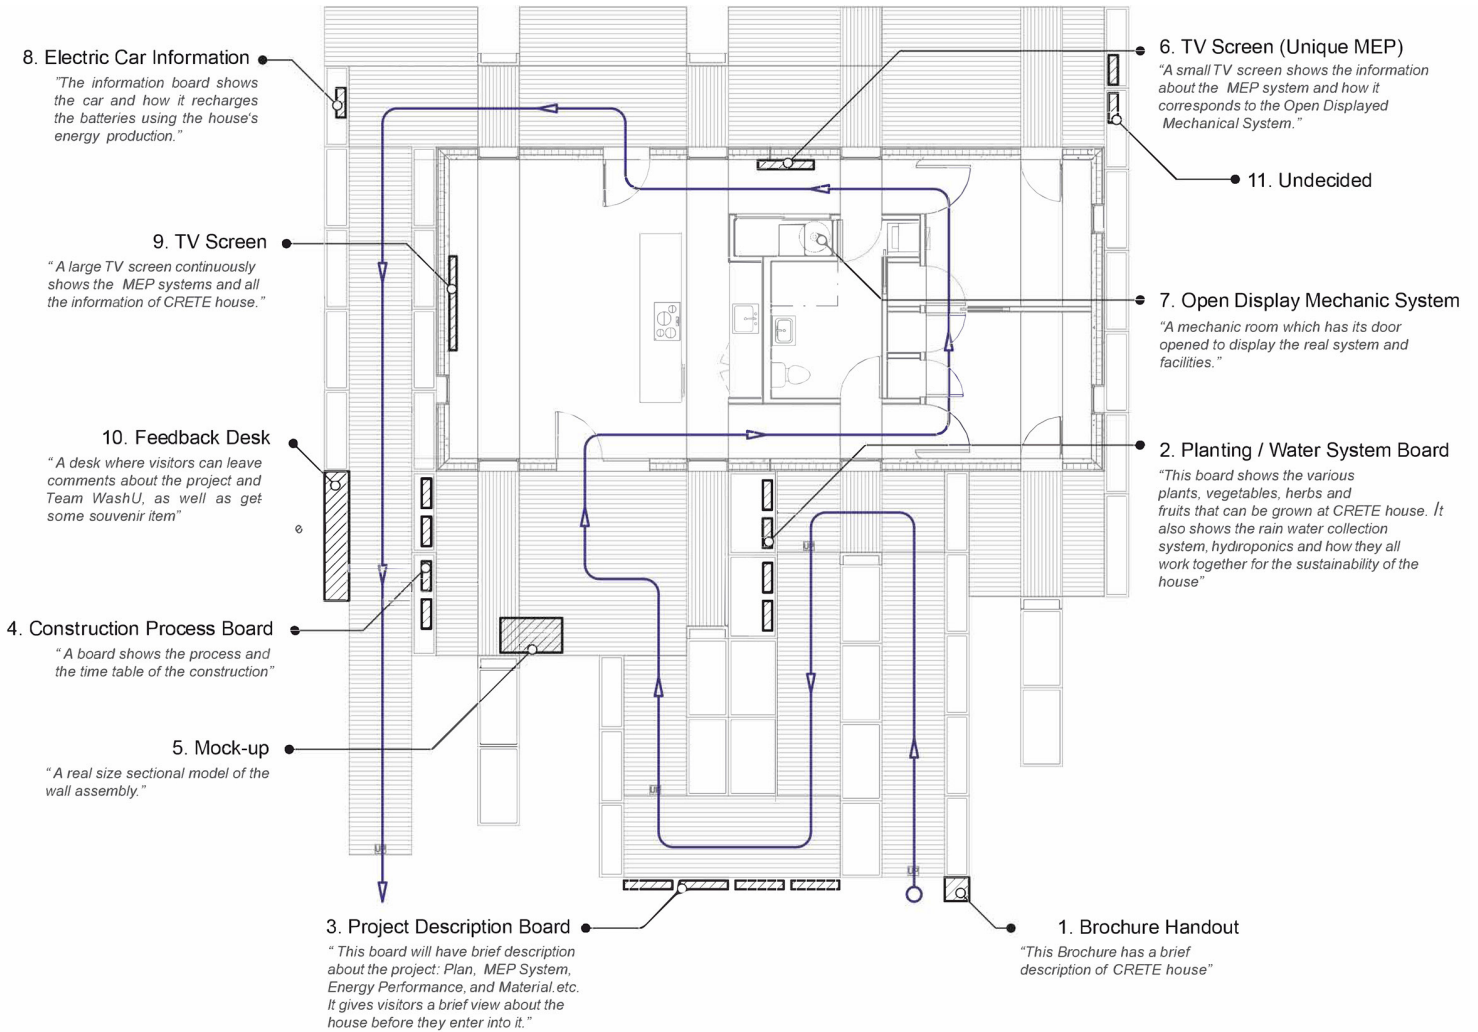 8. Electric Car Information
"The information board shows
the car and how it recharges
the batteries using the house's
energy production."
6. TV Screen (Unique MEP)
"A small TV screen shows the information
about the MEP system and how it
corresponds to the Open Displayed
Mechanical System."
11. Undecided
9. TV Screen
" A large TV screen continuously
shows the MEP systems and all
the information of CRETE house."
7. Open Display Mechanic System
"A mechanic room which has its door
opened to display the real system and
facilities."
10. Feedback Desk
"A desk where visitors can leave
comments about the project and
Team WashU, as well as get
some souvenir item"
e
2. Planting / Water System Board
"This board shows the various
plants, vegetables, herbs and
fruits that can be grown at CRETE house. It
also shows the rain water collection
system, hydroponics and how they all
work together for the sustainability of the
house"
UP
4. Construction Process Board
" A board shows the process and
the time table of the construction"
5. Mock-up
" A real size sectional model of the
wall assembly."
UP
UP
UP
3. Project Description Board
" This board will have brief description
about the project: Plan, MEP System,
Energy Performance, and Material.etc.
It gives visitors a brief view about the
house before they enter into it."
1. Brochure Handout
"This Brochure has a brief
description of CRETE house"